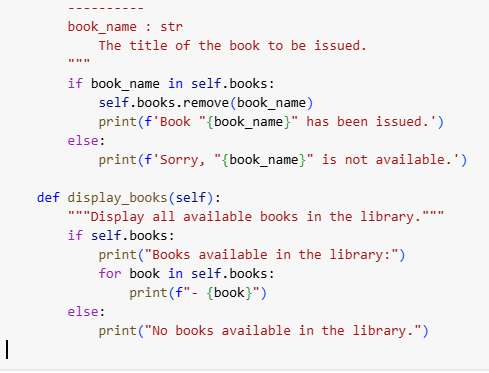 ----------
        book_name : str
            The title of the book to be issued.
        """
        if book_name in self.books:
            self.books.remove(book_name)
            print(f'Book "{book_name}" has been issued.')
        else:
            print(f'Sorry, "{book_name}" is not available.')

    def display_books(self):
        """Display all available books in the library."""
        if self.books:
            print("Books available in the library:")
            for book in self.books:
                print(f"- {book}")
        else:
            print("No books available in the library.")